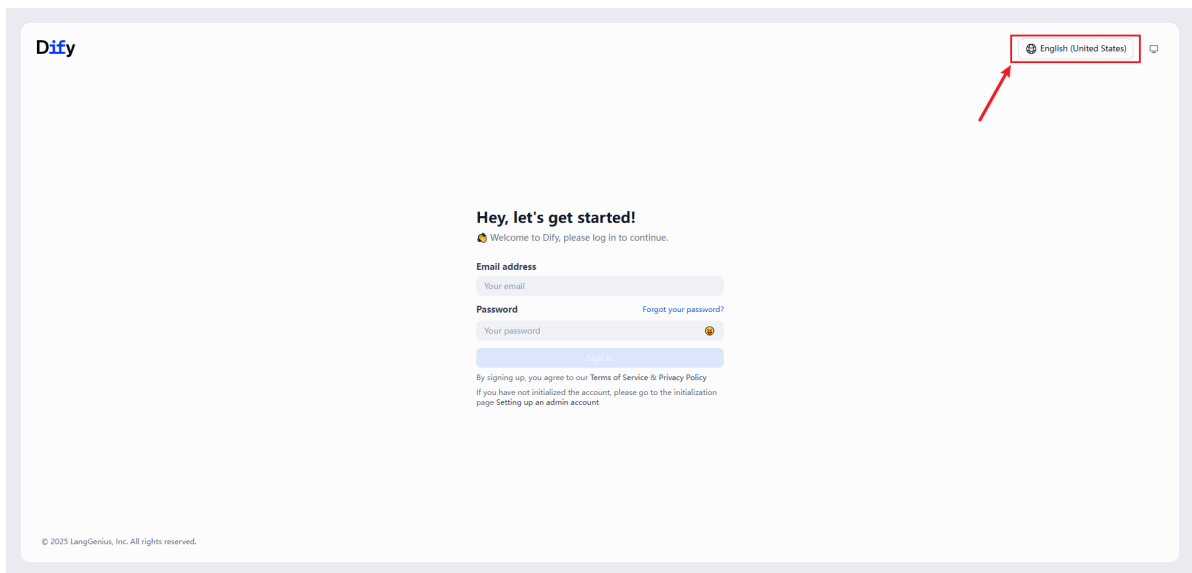 Dify
English (United States)
Hey, let's get started!
👏 Welcome to Dify, please log in to continue.
Email address
Your email
Password Forgot your password?
Your password
Sign in
By signing up, you agree to our Terms of Service & Privacy Policy
If you have not initialized the account, please go to the initialization
page Setting up an admin account
© 2025 LangGenius, Inc. All rights reserved.